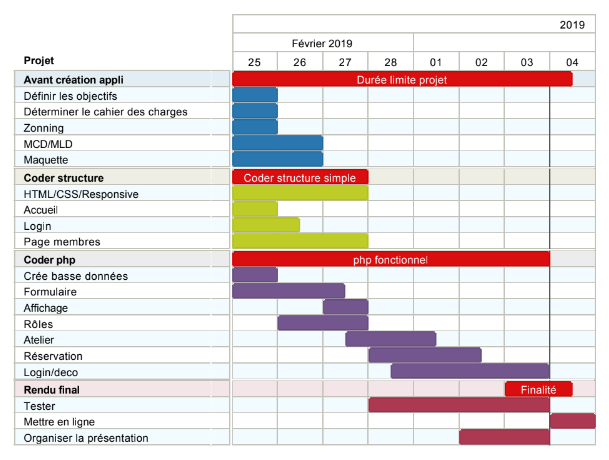 2019
Février 2019
Projet 25 26 27 28 01 02 03 04
Avant création appli Durée limite projet
Définir les objectifs
Déterminer le cahier des charges
Zonning
MCD/MLD
Maquette
Coder structure Coder structure simple
HTML/CSS/Responsive
Accueil
Login
Page membres
Coder php php fonctionnel
Crée basse données
Formulaire
Affichage
Rôles
Atelier
Réservation
Login/deco
Rendu final Finalité
Tester
Mettre en ligne
Organiser la présentation